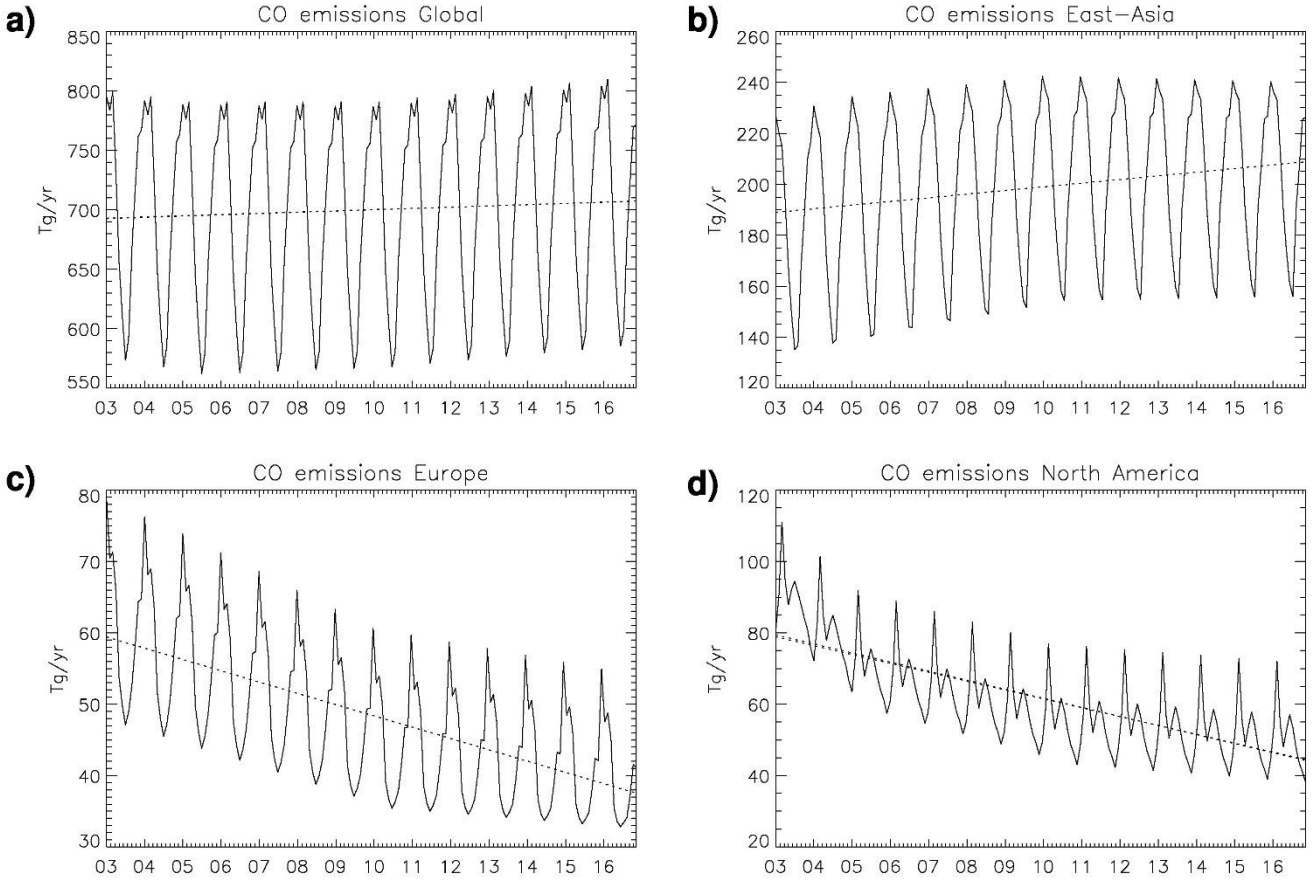 a)
CO emissions Global
850
800
750
700
650
600
550
Tg/yr
03 04 05 06 07 08 09 10 11 12 13 14 15 16
b)
CO emissions East-Asia
260
240
220
200
180
160
140
120
Tg/yr
03 04 05 06 07 08 09 10 11 12 13 14 15 16
c)
CO emissions Europe
80
70
60
50
40
30
Tg/yr
03 04 05 06 07 08 09 10 11 12 13 14 15 16
d)
CO emissions North America
120
100
80
60
40
20
Tg/yr
03 04 05 06 07 08 09 10 11 12 13 14 15 16